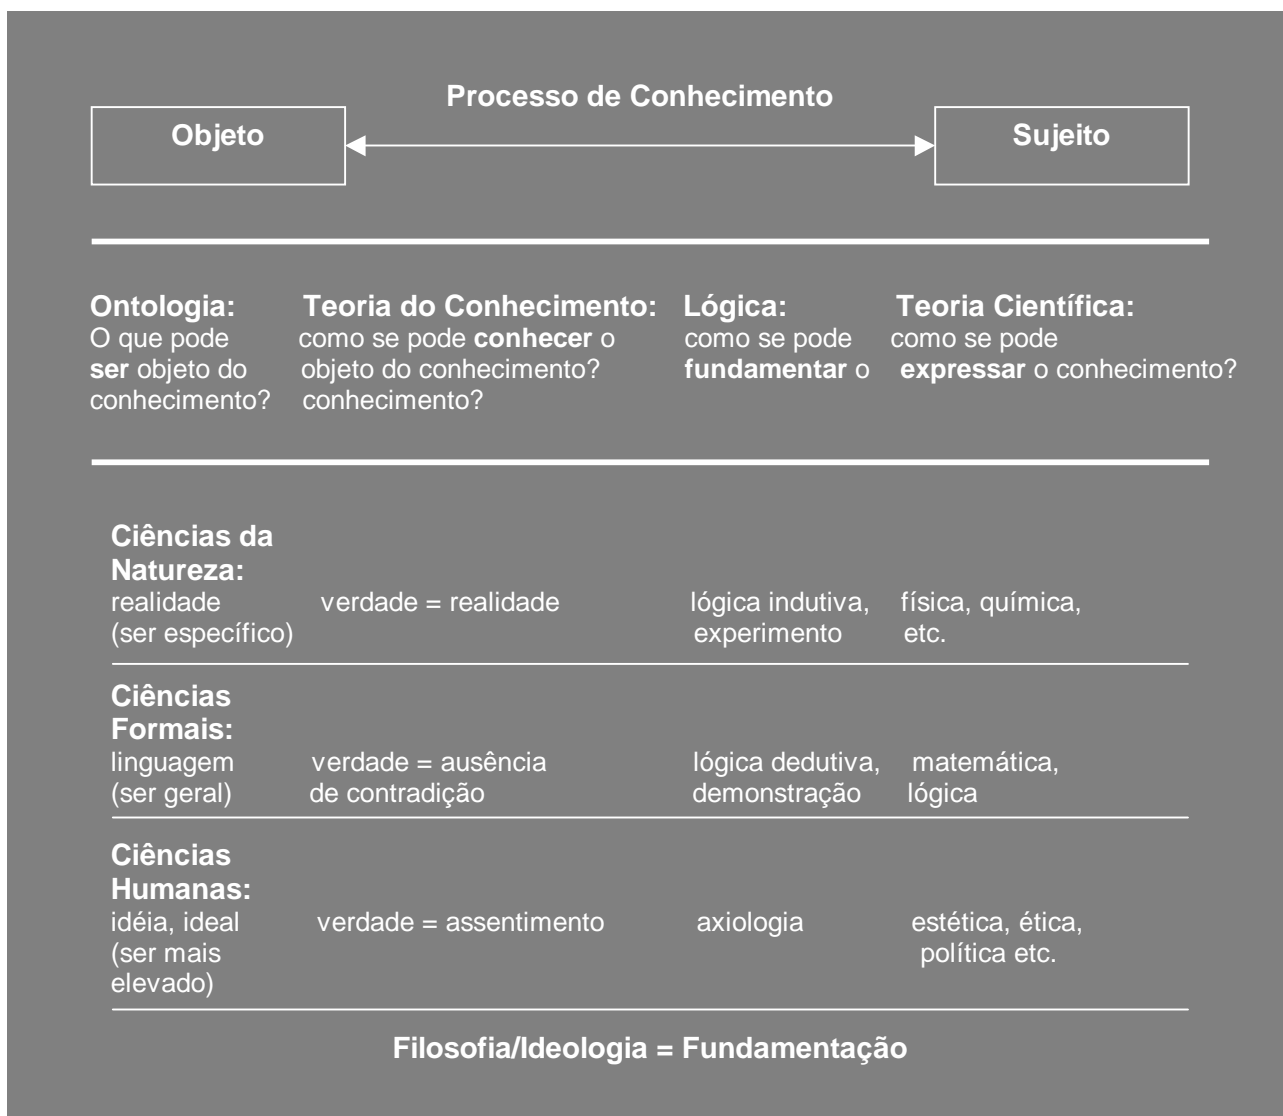 Processo de Conhecimento
Objeto
Sujeito
Ontologia: Teoria do Conhecimento: Lógica: Teoria Científica:
O que pode como se pode conhecer o como se pode como se pode
ser objeto do objeto do conhecimento? fundamentar o expressar o conhecimento?
conhecimento? conhecimento?
Ciências da
Natureza:
realidade verdade = realidade lógica indutiva, física, química,
(ser específico) experimento etc.
Ciências
Formais:
linguagem verdade = ausência lógica dedutiva, matemática,
(ser geral) de contradição demonstração lógica
Ciências
Humanas:
idéia, ideal verdade = assentimento axiologia estética, ética,
(ser mais política etc.
elevado)
Filosofia/Ideologia = Fundamentação